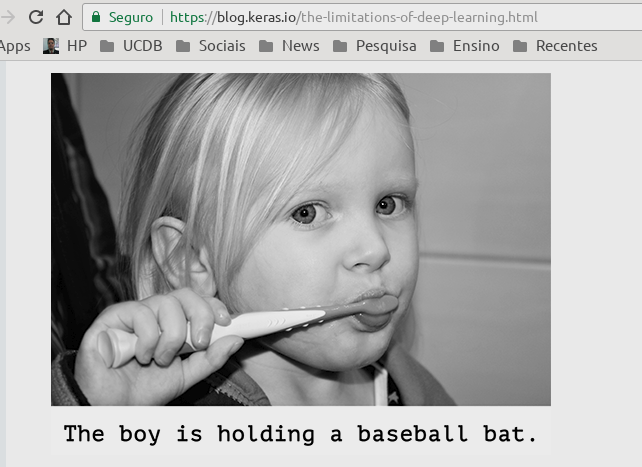 Seguro https://blog.keras.io/the-limitations-of-deep-learning.html
Apps HP UCDB Sociais News Pesquisa Ensino Recentes
The boy is holding a baseball bat.